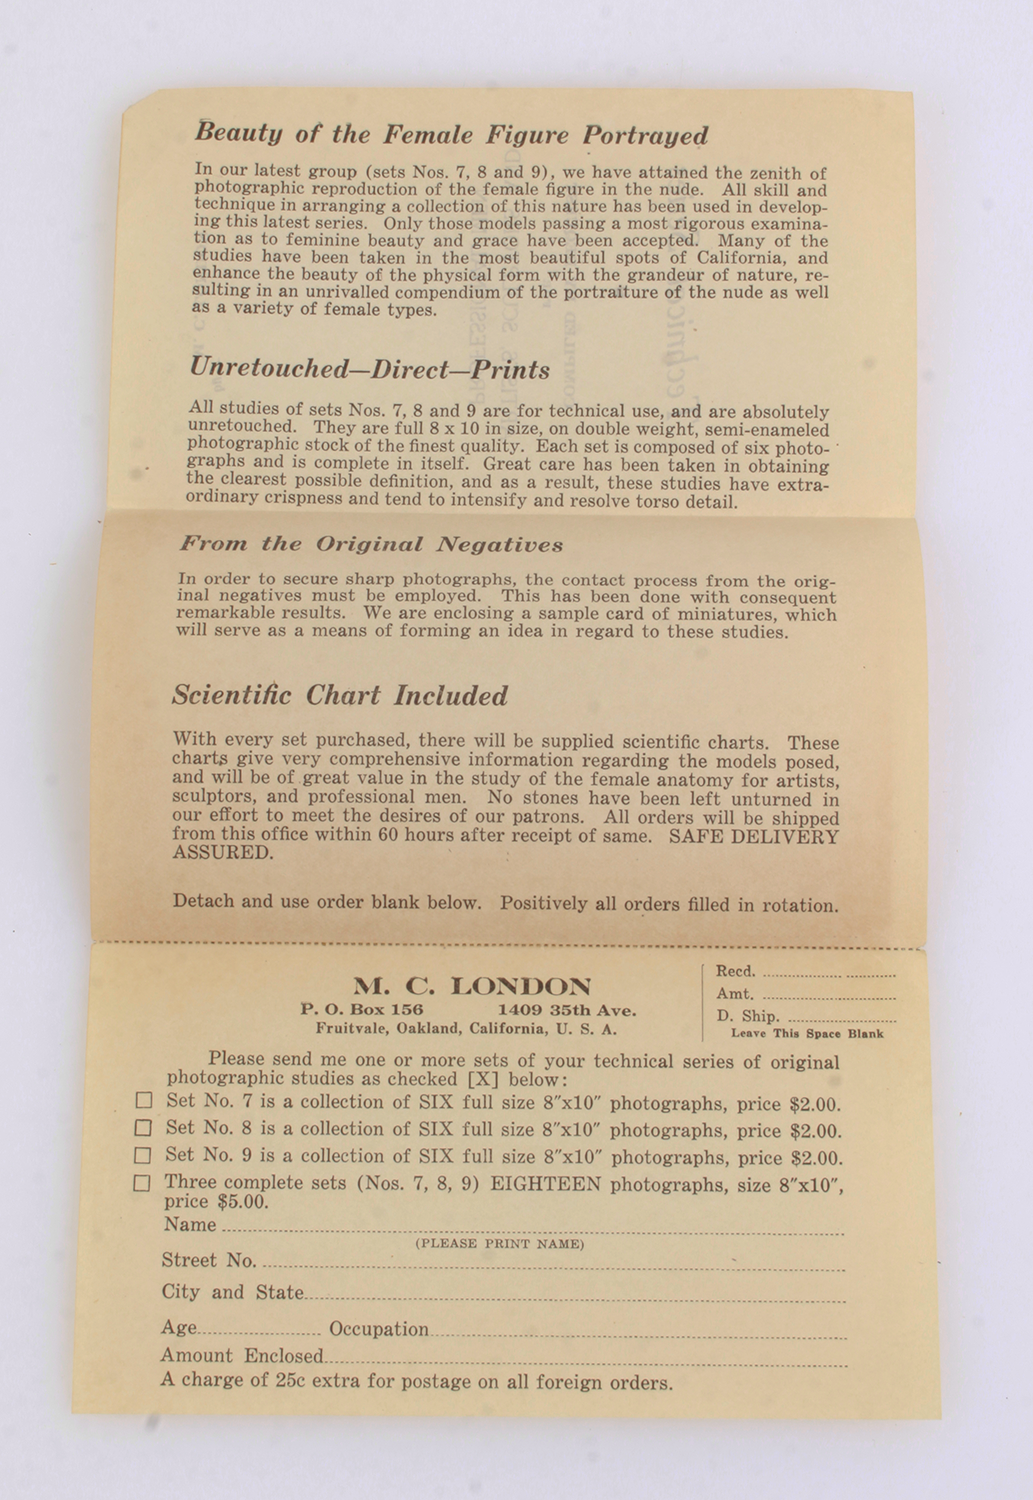 Beauty of the Female Figure Portrayed
In our latest group (sets Nos. 7, 8 and 9), we have attained the zenith of
photographic reproduction of the female figure in the nude. All skill and
technique in arranging a collection of this nature has been used in develop-
ing this latest series. Only those models passing a most rigorous examina-
tion as to feminine beauty and grace have been accepted. Many of the
studies have been taken in the most beautiful spots of California, and
enhance the beauty of the physical form with the grandeur of nature, re-
sulting in an unrivalled compendium of the portraiture of the nude as well
as a variety of female types.
Unretouched—Direct—Prints
All studies of sets Nos. 7, 8 and 9 are for technical use, and are absolutely
unretouched. They are full 8 x 10 in size, on double weight, semi-enameled
photographic stock of the finest quality. Each set is composed of six photo-
graphs and is complete in itself. Great care has been taken in obtaining
the clearest possible definition, and as a result, these studies have extra-
ordinary crispness and tend to intensify and resolve torso detail.
From the Original Negatives
In order to secure sharp photographs, the contact process from the orig-
inal negatives must be employed. This has been done with consequent
remarkable results. We are enclosing a sample card of miniatures, which
will serve as a means of forming an idea in regard to these studies.
Scientific Chart Included
With every set purchased, there will be supplied scientific charts. These
charts give very comprehensive information regarding the models posed,
and will be of great value in the study of the female anatomy for artists,
sculptors, and professional men. No stones have been left unturned in
our effort to meet the desires of our patrons. All orders will be shipped
from this office within 60 hours after receipt of same. SAFE DELIVERY
ASSURED.
Detach and use order blank below. Positively all orders filled in rotation.
M. C. LONDON
P. O. Box 156 1409 35th Ave.
Fruitvale, Oakland, California, U. S. A.
Recd.
Amt.
D. Ship.
Leave This Space Blank
Please send me one or more sets of your technical series of original
photographic studies as checked [X] below:
☐ Set No. 7 is a collection of SIX full size 8"x10" photographs, price $2.00.
☐ Set No. 8 is a collection of SIX full size 8"x10" photographs, price $2.00.
☐ Set No. 9 is a collection of SIX full size 8"x10" photographs, price $2.00.
☐ Three complete sets (Nos. 7, 8, 9) EIGHTEEN photographs, size 8"x10",
price $5.00.
Name
(PLEASE PRINT NAME)
Street No.
City and State
Age Occupation
Amount Enclosed
A charge of 25c extra for postage on all foreign orders.